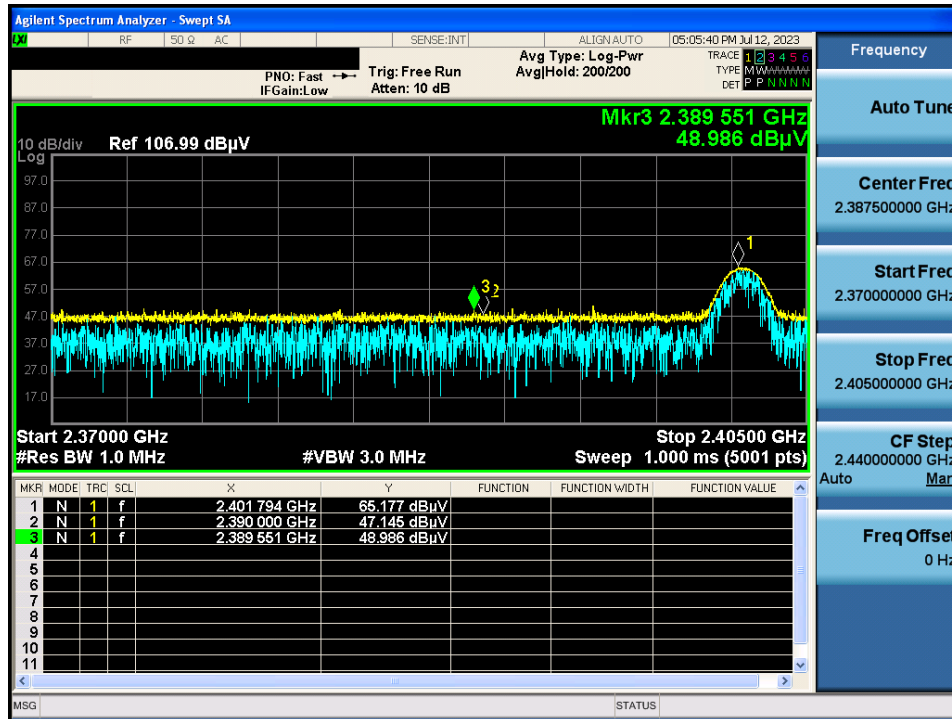 Agilent Spectrum Analyzer - Swept SA
LXI RF 50 Ω AC SENSE:INT ALIGN AUTO 05:05:40 PM Jul 12, 2023
PNO: Fast Trig: Free Run Avg Type: Log-Pwr TRACE 1 2 3 4 5 6
IFGain:Low Atten: 10 dB Avg|Hold: 200/200 TYPE M W W W W W
DET P P N N N N
Mkr3 2.389 551 GHz
48.986 dBµV
10 dB/div Ref 106.99 dBµV
Log
97.0
87.0
77.0
67.0
57.0
47.0
37.0
27.0
17.0
1
3 2
Start 2.37000 GHz Stop 2.40500 GHz
#Res BW 1.0 MHz #VBW 3.0 MHz Sweep 1.000 ms (5001 pts)
MKR MODE TRC SCL X Y FUNCTION FUNCTION WIDTH FUNCTION VALUE
1 N 1 f 2.401 794 GHz 65.177 dBµV
2 N 1 f 2.390 000 GHz 47.145 dBµV
3 N 1 f 2.389 551 GHz 48.986 dBµV
4
5
6
7
8
9
10
11
MSG STATUS
Frequency
Auto Tune
Center Freq
2.387500000 GHz
Start Freq
2.370000000 GHz
Stop Freq
2.405000000 GHz
CF Step
2.440000000 GHz
Auto Man
Freq Offset
0 Hz